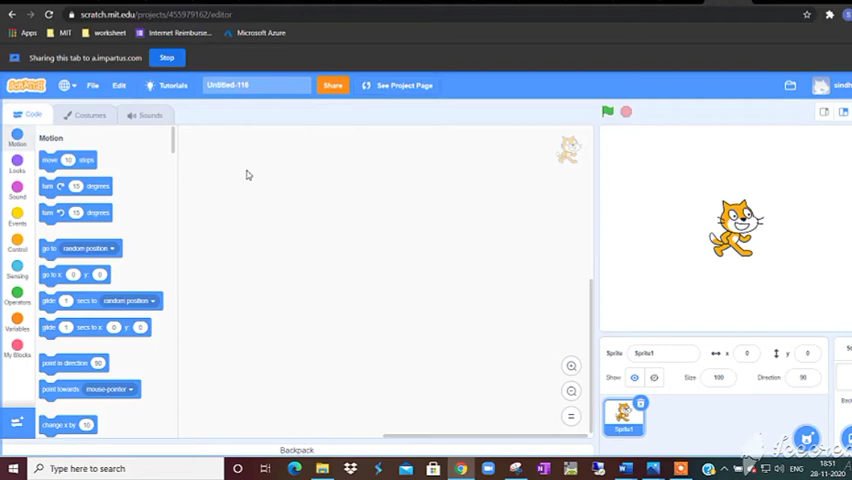 scratch.mit.edu/projects/455979162/editor
Apps MIT worksheet Internet Reimburse... Microsoft Azure
Sharing this tab to a.impartus.com Stop
SCRATCH File Edit Tutorials Untitled-116 Share See Project Page sindh
Code Costumes Sounds
Motion
Looks
Sound
Events
Control
Sensing
Operators
Variables
My Blocks
Motion
move 10 steps
turn 15 degrees
turn 15 degrees
go to random position
go to x: 0 y: 0
glide 1 secs to random position
glide 1 secs to x: 0 y: 0
point in direction 90
point towards mouse-pointer
change x by 10
Backpack
Sprite Sprite1 x 0 y 0
Show Size 100 Direction 90
Sprite1
Type here to search
ENG
18:51
28-11-2020